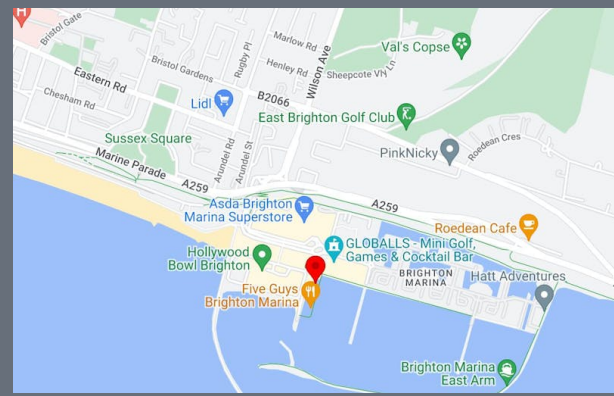 H
Bristol Gate
Marlow Rd
Val's Copse
Rugby Pl
Henley Rd
Wilson Ave
Sheepcote Vly Ln
Bristol Gardens
Eastern Rd
B2066
Chesham Rd
Lidl
East Brighton Golf Club
Roedean Cres
Sussex Square
Arundel Rd
Arundel St
PinkNicky
Marine Parade
A259
Asda Brighton
Marina Superstore
A259
Roedean Cafe
Hollywood
Bowl Brighton
GLOBALLS - Mini Golf,
Games & Cocktail Bar
BRIGHTON
MARINA
Hatt Adventures
Five Guys
Brighton Marina
Brighton Marina
East Arm